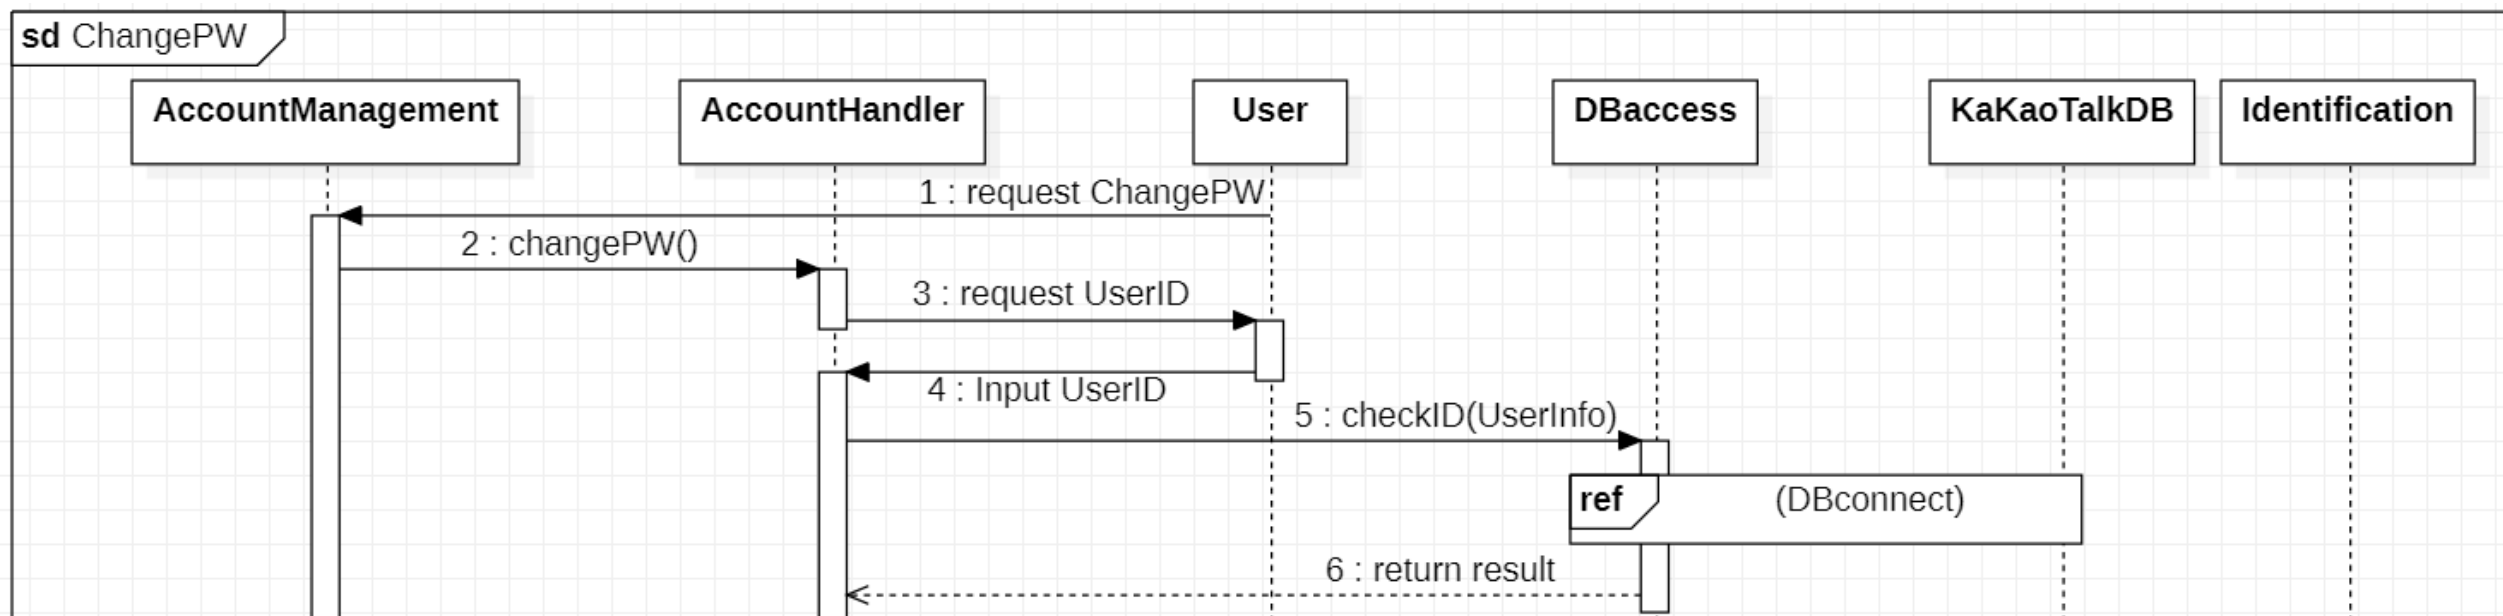 sd ChangePW
AccountManagement
AccountHandler
User
DBaccess
KaKaoTalkDB
Identification
1 : request ChangePW
2 : changePW()
3 : request UserID
4 : Input UserID
5 : checkID(UserInfo)
ref
(DBconnect)
6 : return result